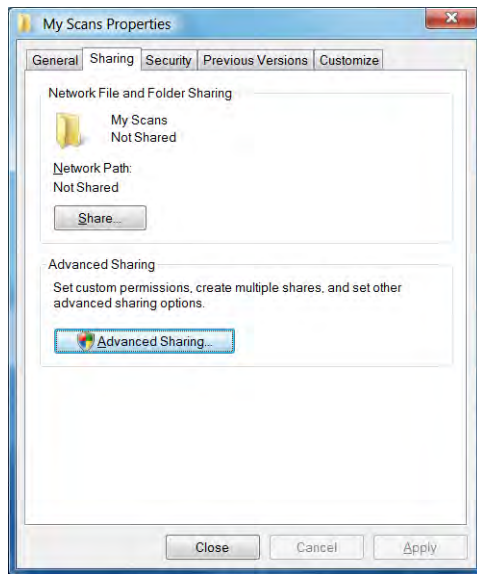 My Scans Properties
General Sharing Security Previous Versions Customize
Network File and Folder Sharing
My Scans
Not Shared
Network Path:
Not Shared
Share...
Advanced Sharing
Set custom permissions, create multiple shares, and set other
advanced sharing options.
Advanced Sharing...
Close Cancel Apply